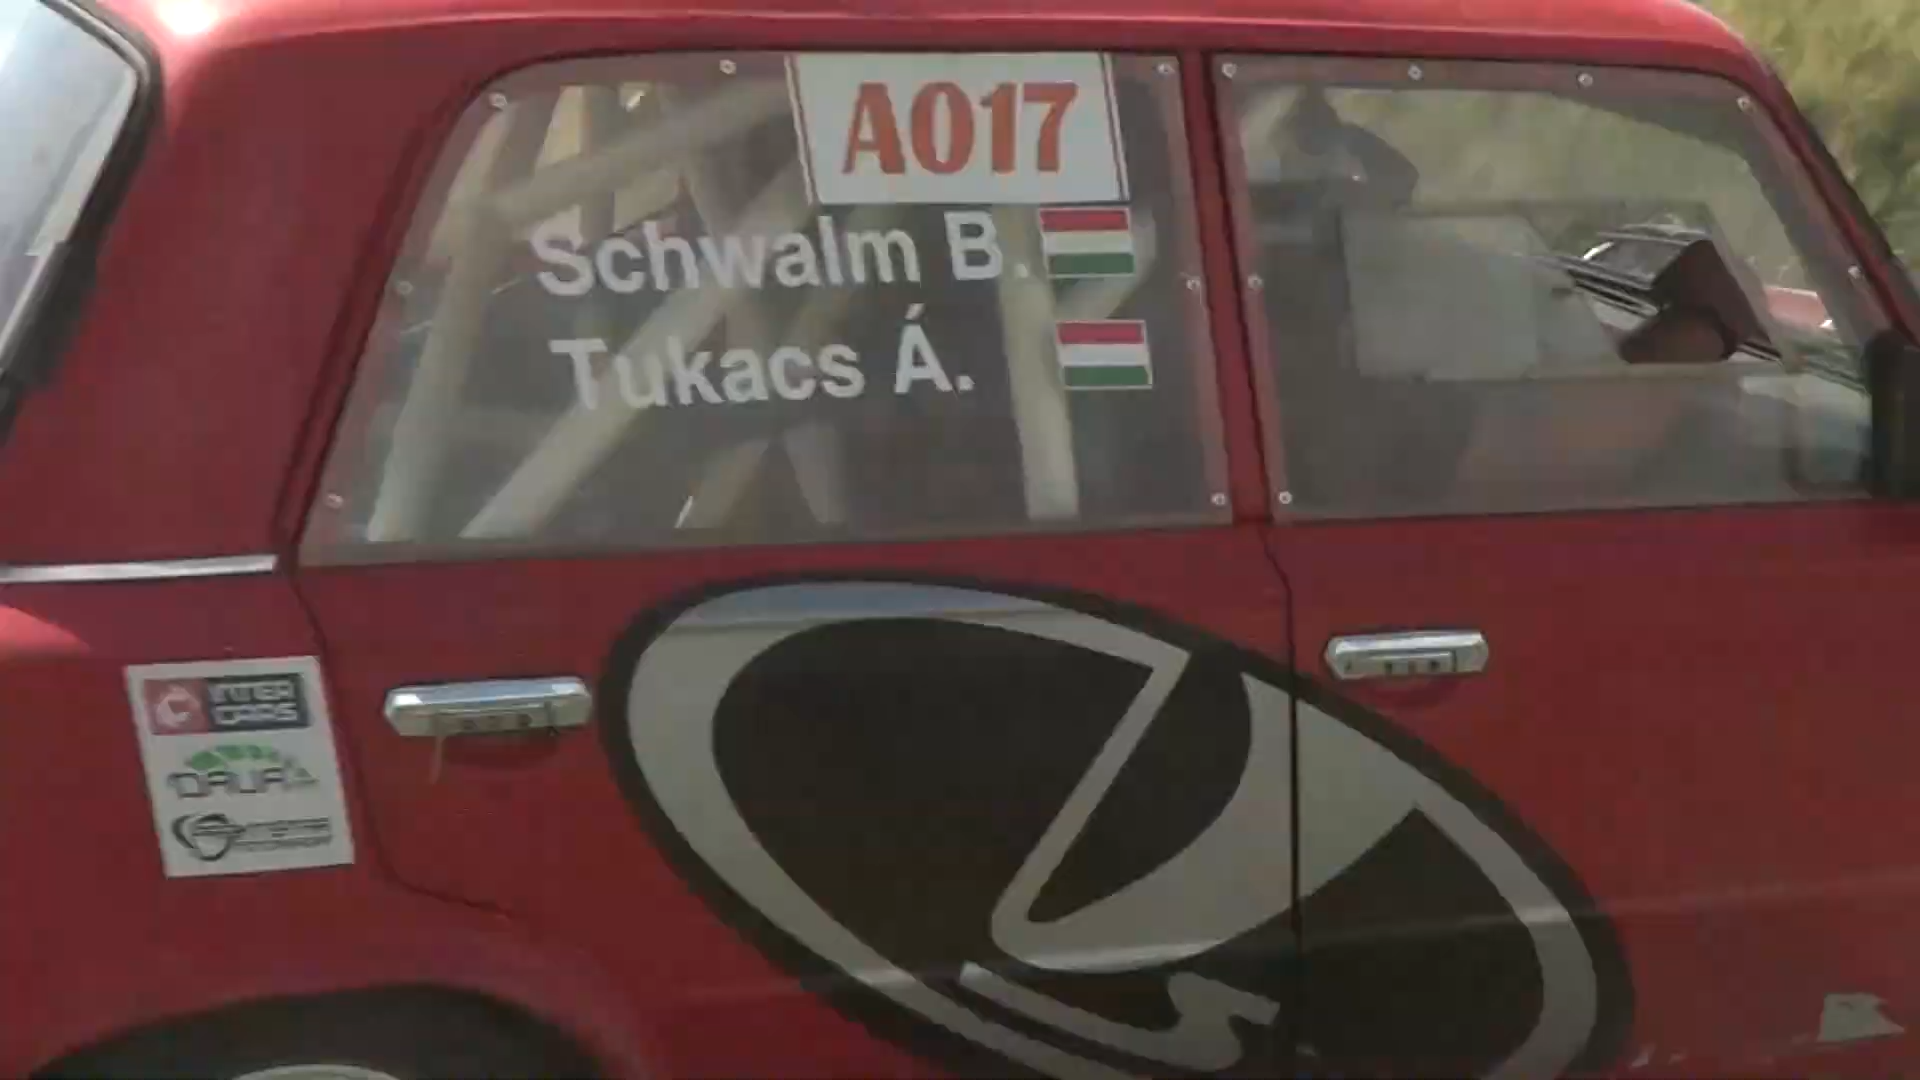 A017
Schwalm B.
Tukacs Á.
INTER
CARS